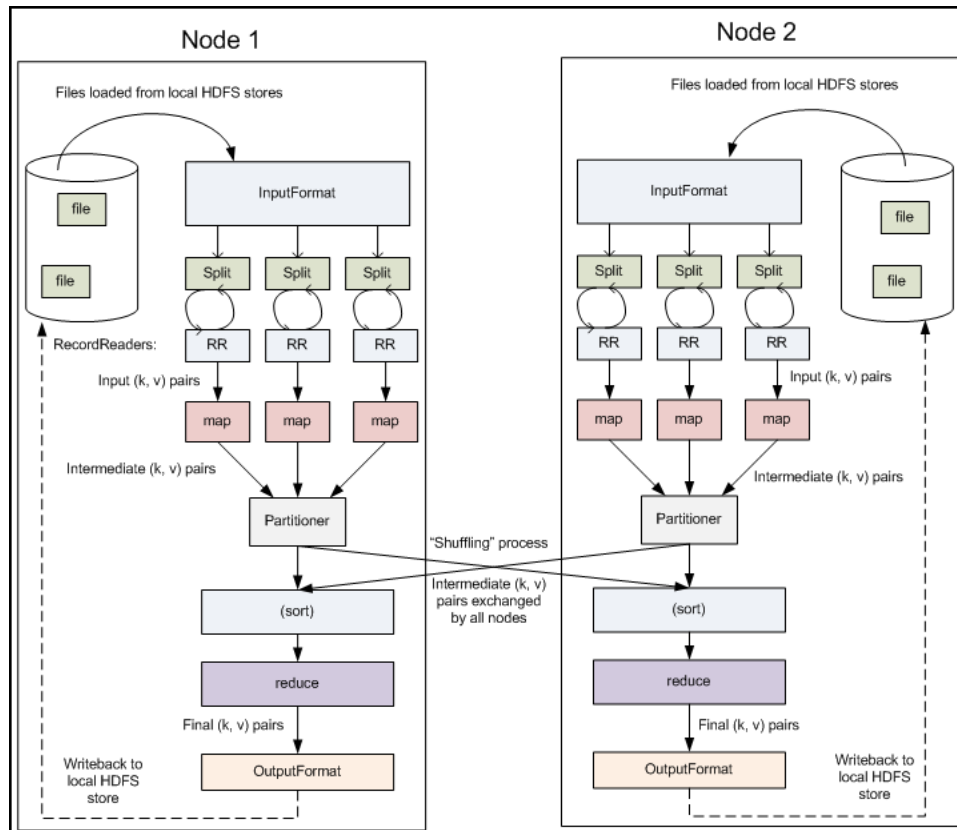 Node 1
Files loaded from local HDFS stores
InputFormat
file
file
Split
Split
Split
RecordReaders:
RR
RR
RR
Input (k, v) pairs
map
map
map
Intermediate (k, v) pairs
Partitioner
(sort)
reduce
Final (k, v) pairs
OutputFormat
Writeback to
local HDFS
store
"Shuffling" process
Intermediate (k, v)
pairs exchanged
by all nodes
Node 2
Files loaded from local HDFS stores
InputFormat
file
file
Split
Split
Split
RR
RR
RR
Input (k, v) pairs
map
map
map
Intermediate (k, v) pairs
Partitioner
(sort)
reduce
Final (k, v) pairs
OutputFormat
Writeback to
local HDFS
store